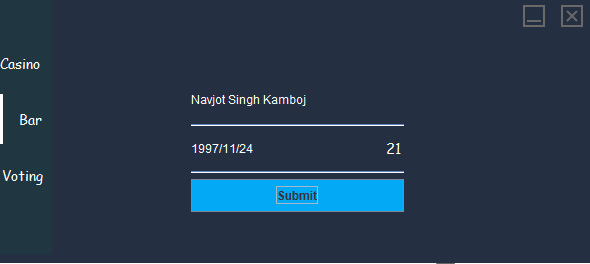 Casino
Navjot Singh Kamboj
Bar
1997/11/24 21
Voting
Submit